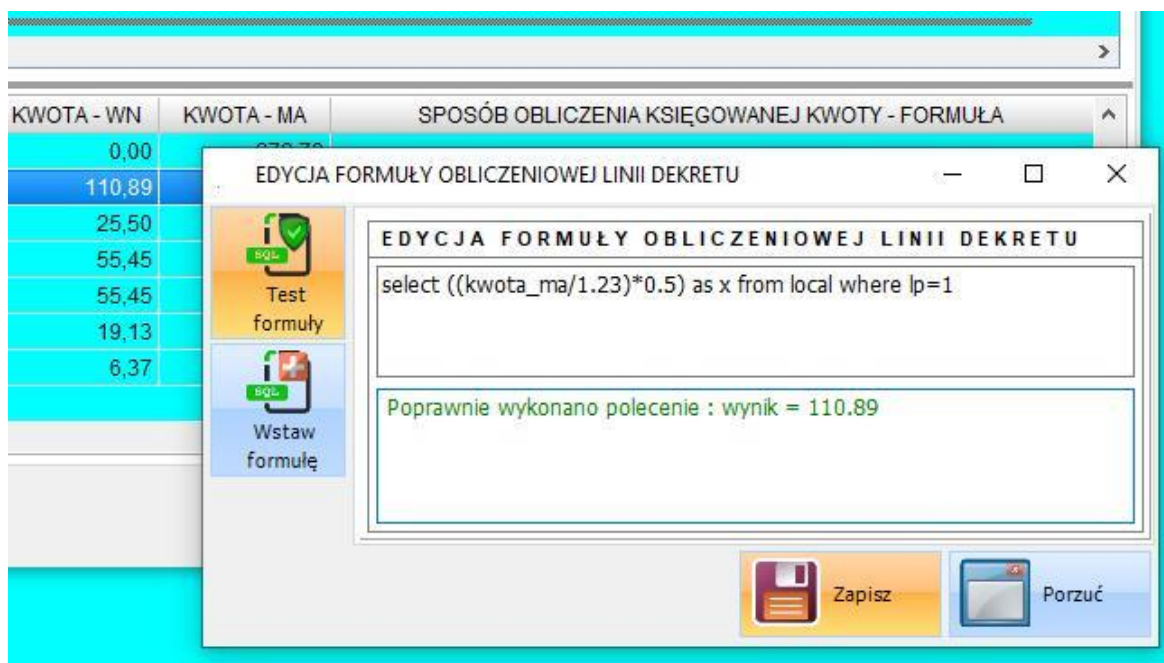 KWOTA - WN KWOTA - MA SPOSÓB OBLICZENIA KSIĘGOWANEJ KWOTY - FORMUŁA
0,00
110,89
25,50
55,45
55,45
19,13
6,37
EDYCJA FORMUŁY OBLICZENIOWEJ LINII DEKRETU
SQL
Test
formuły
SQL
Wstaw
formułę
EDYCJA FORMUŁY OBLICZENIOWEJ LINII DEKRETU
select ((kwota_ma/1.23)*0.5) as x from local where lp=1
Poprawnie wykonano polecenie : wynik = 110.89
Zapisz
Porzuć